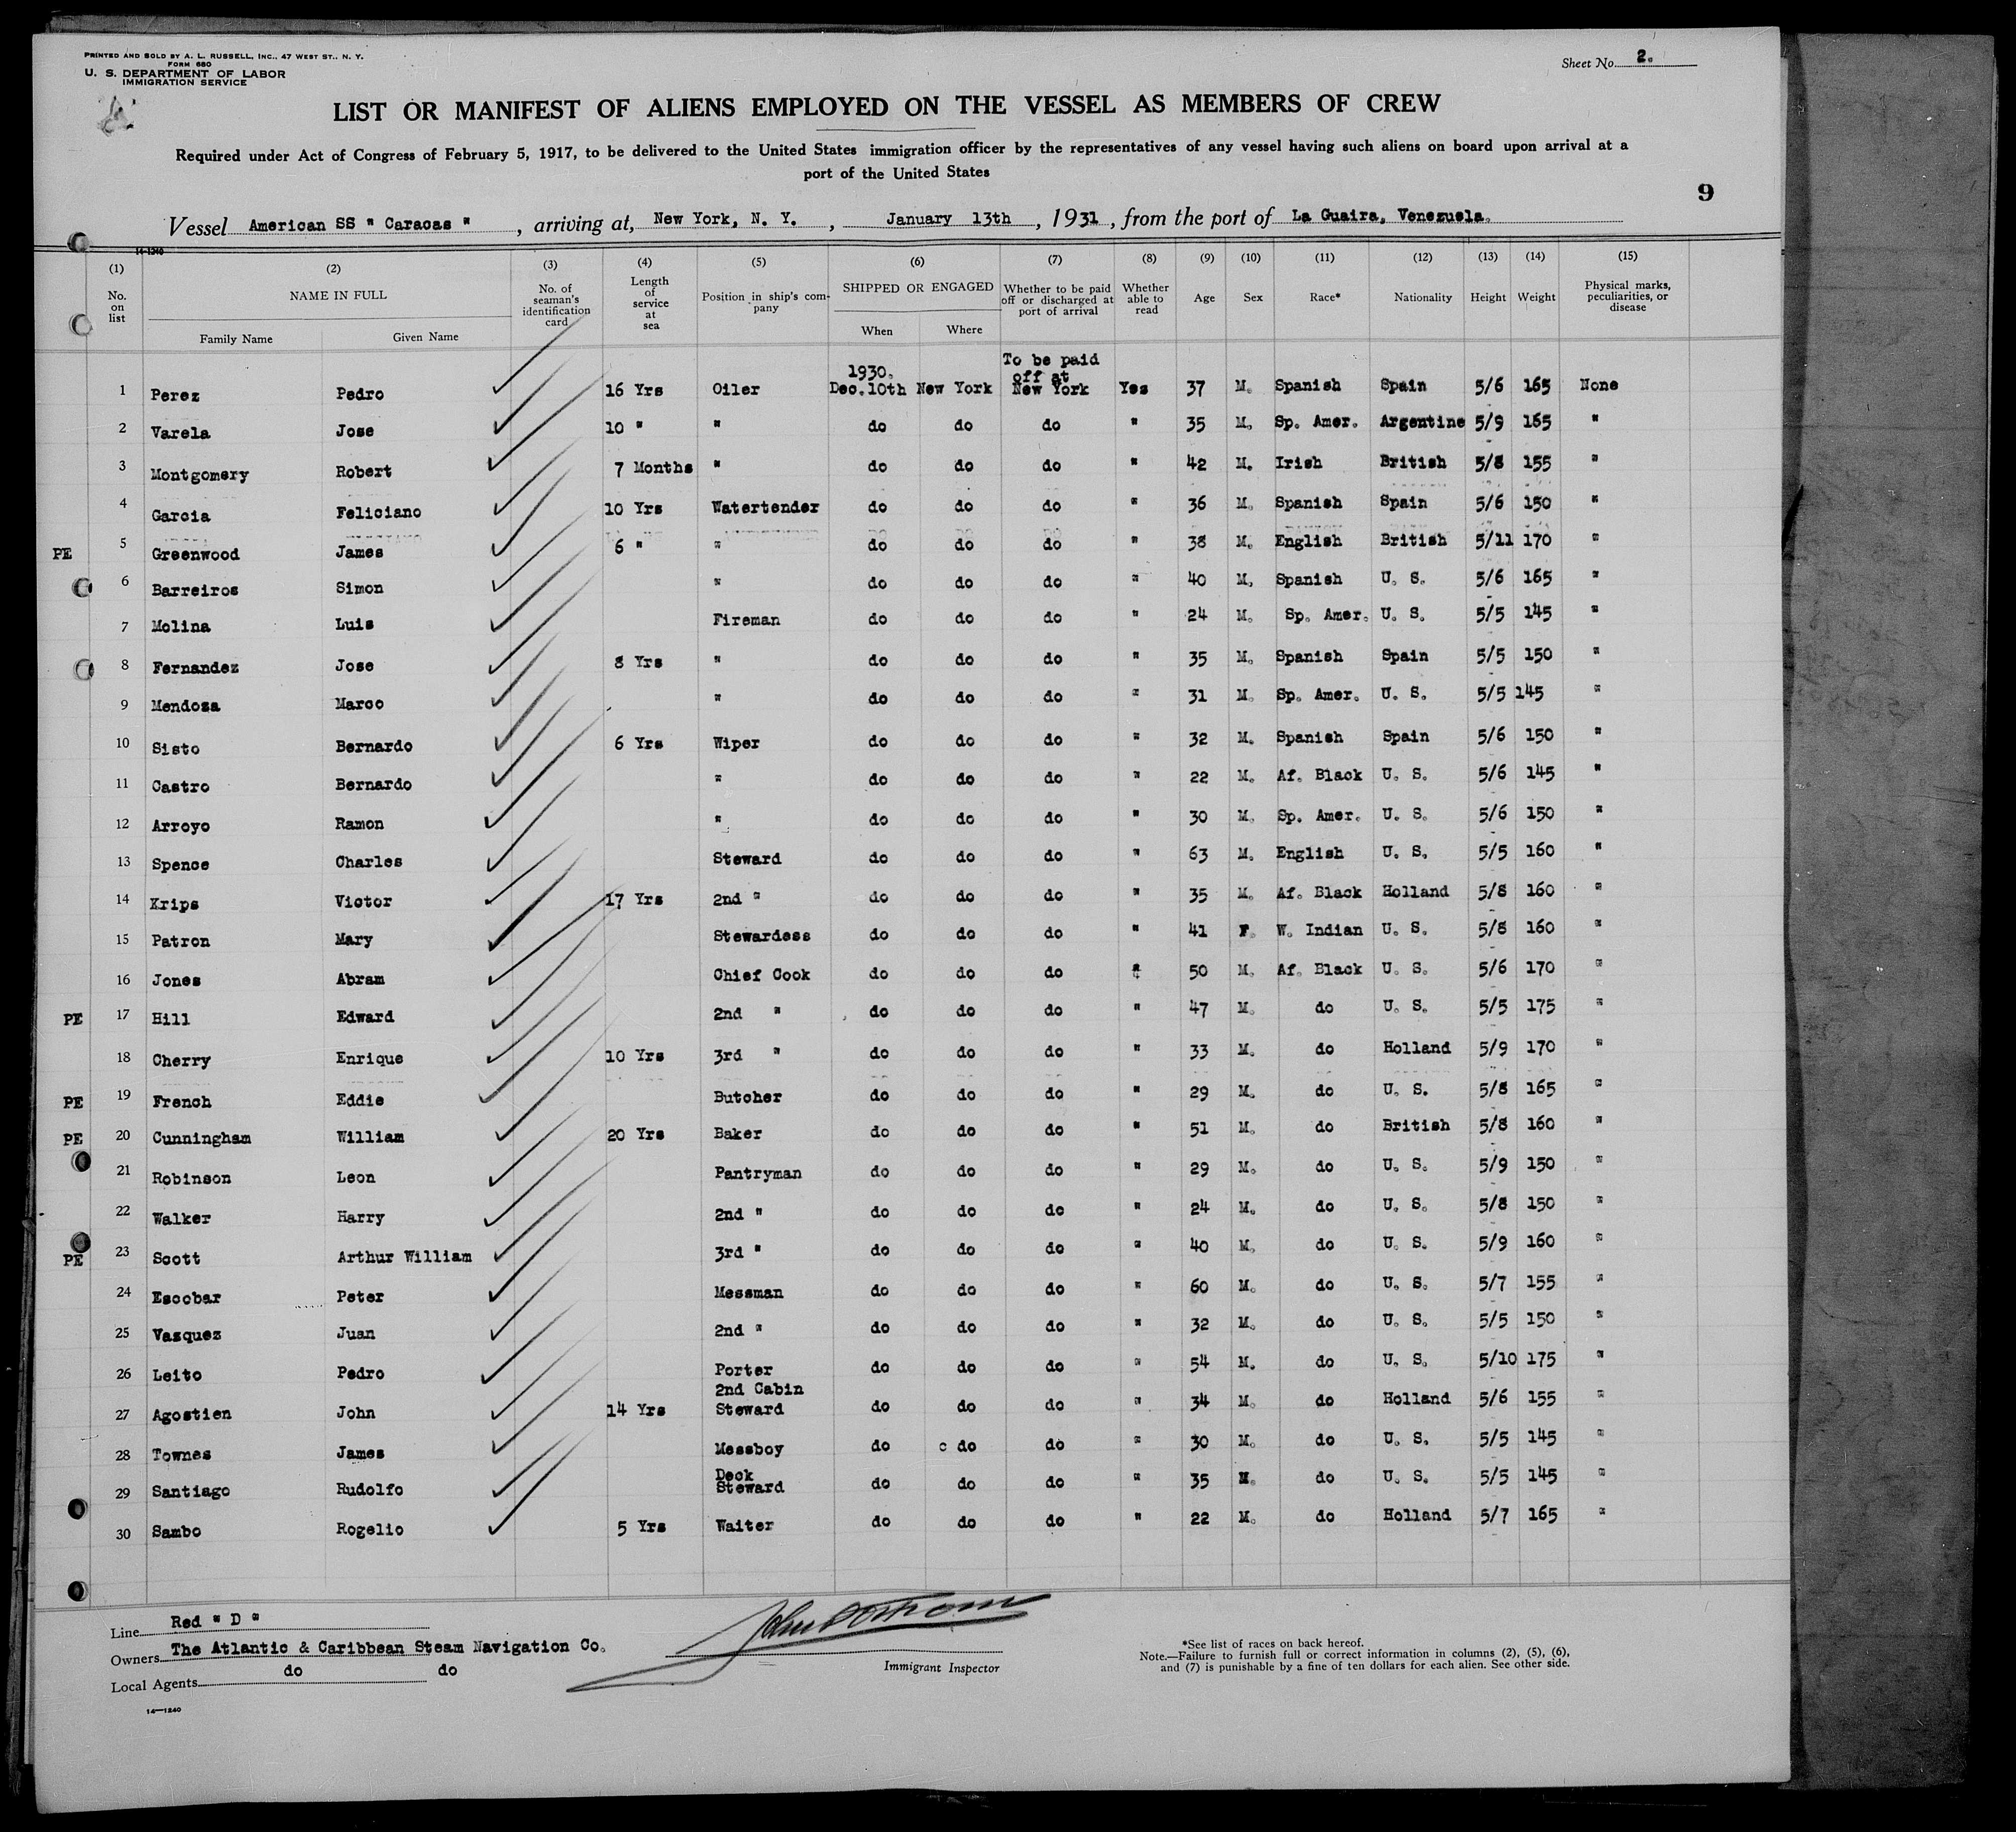 PRINTED AND SOLD BY A. L. RUSSELL, INC., 47 WEST ST., N. Y.
FORM 680
U. S. DEPARTMENT OF LABOR
IMMIGRATION SERVICE
Sheet No. 2.
LIST OR MANIFEST OF ALIENS EMPLOYED ON THE VESSEL AS MEMBERS OF CREW
Required under Act of Congress of February 5, 1917, to be delivered to the United States immigration officer by the representatives of any vessel having such aliens on board upon arrival at a
port of the United States
9
Vessel American SS " Caracas " , arriving at, New York, N. Y. , January 13th , 1931 , from the port of La Guaira, Venezuela.
14-1240
(1) (2) (3) (4) (5) (6) (7) (8) (9) (10) (11) (12) (13) (14) (15)
No. on list NAME IN FULL Family Name Given Name No. of seaman's identification card Length of service at sea Position in ship's company SHIPPED OR ENGAGED When Where Whether to be paid off or discharged at port of arrival Whether able to read Age Sex Race* Nationality Height Weight Physical marks, peculiarities, or disease
1 Perez Pedro 16 Yrs Oiler 1930. Dec.10th New York To be paid off at New York Yes 37 M. Spanish Spain 5/6 165 None
2 Varela Jose 10 " " do do do " 35 M. Sp. Amer. Argentine 5/9 165 "
3 Montgomery Robert 7 Months " do do do " 42 M. Irish British 5/8 155 "
4 Garcia Feliciano 10 Yrs Watertender do do do " 36 M. Spanish Spain 5/6 150 "
PE 5 Greenwood James 6 " " do do do " 38 M. English British 5/11 170 "
6 Barreiros Simon " do do do " 40 M. Spanish U. S. 5/6 165 "
7 Molina Luis Fireman do do do " 24 M. Sp. Amer. U. S. 5/5 145 "
8 Fernandez Jose 8 Yrs " do do do " 35 M. Spanish Spain 5/5 150 "
9 Mendoza Marco " do do do " 31 M. Sp. Amer. U. S. 5/5 145 "
10 Sisto Bernardo 6 Yrs Wiper do do do " 32 M. Spanish Spain 5/6 150 "
11 Castro Bernardo " do do do " 22 M. Af. Black U. S. 5/6 145 "
12 Arroyo Ramon " do do do " 30 M. Sp. Amer. U. S. 5/6 150 "
13 Spence Charles Steward do do do " 63 M. English U. S. 5/5 160 "
14 Krips Victor 17 Yrs 2nd " do do do " 35 M. Af. Black Holland 5/8 160 "
15 Patron Mary Stewardess do do do " 41 F. W. Indian U. S. 5/8 160 "
16 Jones Abram Chief Cook do do do " 50 M. Af. Black U. S. 5/6 170 "
PE 17 Hill Edward 2nd " do do do " 47 M. do U. S. 5/5 175 "
18 Cherry Enrique 10 Yrs 3rd " do do do " 33 M. do Holland 5/9 170 "
PE 19 French Eddie Butcher do do do " 29 M. do U. S. 5/8 165 "
PE 20 Cunningham William 20 Yrs Baker do do do " 51 M. do British 5/8 160 "
21 Robinson Leon Pantryman do do do " 29 M. do U. S. 5/9 150 "
22 Walker Harry 2nd " do do do " 24 M. do U. S. 5/8 150 "
PE 23 Scott Arthur William 3rd " do do do " 40 M. do U. S. 5/9 160 "
24 Escobar Peter Messman do do do " 60 M. do U. S. 5/7 155 "
25 Vazquez Juan 2nd " do do do " 32 M. do U. S. 5/5 150 "
26 Leito Pedro Porter do do do " 54 M. do U. S. 5/10 175 "
27 Agostien John 14 Yrs 2nd Cabin Steward do do do " 34 M. do Holland 5/6 155 "
28 Townes James Messboy do c do do " 30 M. do U. S. 5/5 145 "
29 Santiago Rudolfo Deck Steward do do do " 35 M. do U. S. 5/5 145 "
30 Sambo Rogelio 5 Yrs Waiter do do do " 22 M. do Holland 5/7 165 "
Line Red " D "
Owners The Atlantic & Caribbean Steam Navigation Co.
Local Agents do do
14-1240
Immigrant Inspector
*See list of races on back hereof.
Note.—Failure to furnish full or correct information in columns (2), (5), (6),
and (7) is punishable by a fine of ten dollars for each alien. See other side.